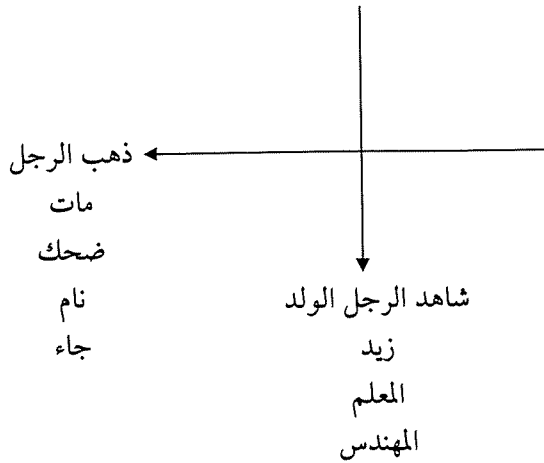 ذهب الرجل
مات
ضحك
نام
جاء
شاهد الرجل الولد
زيد
المعلم
المهندس